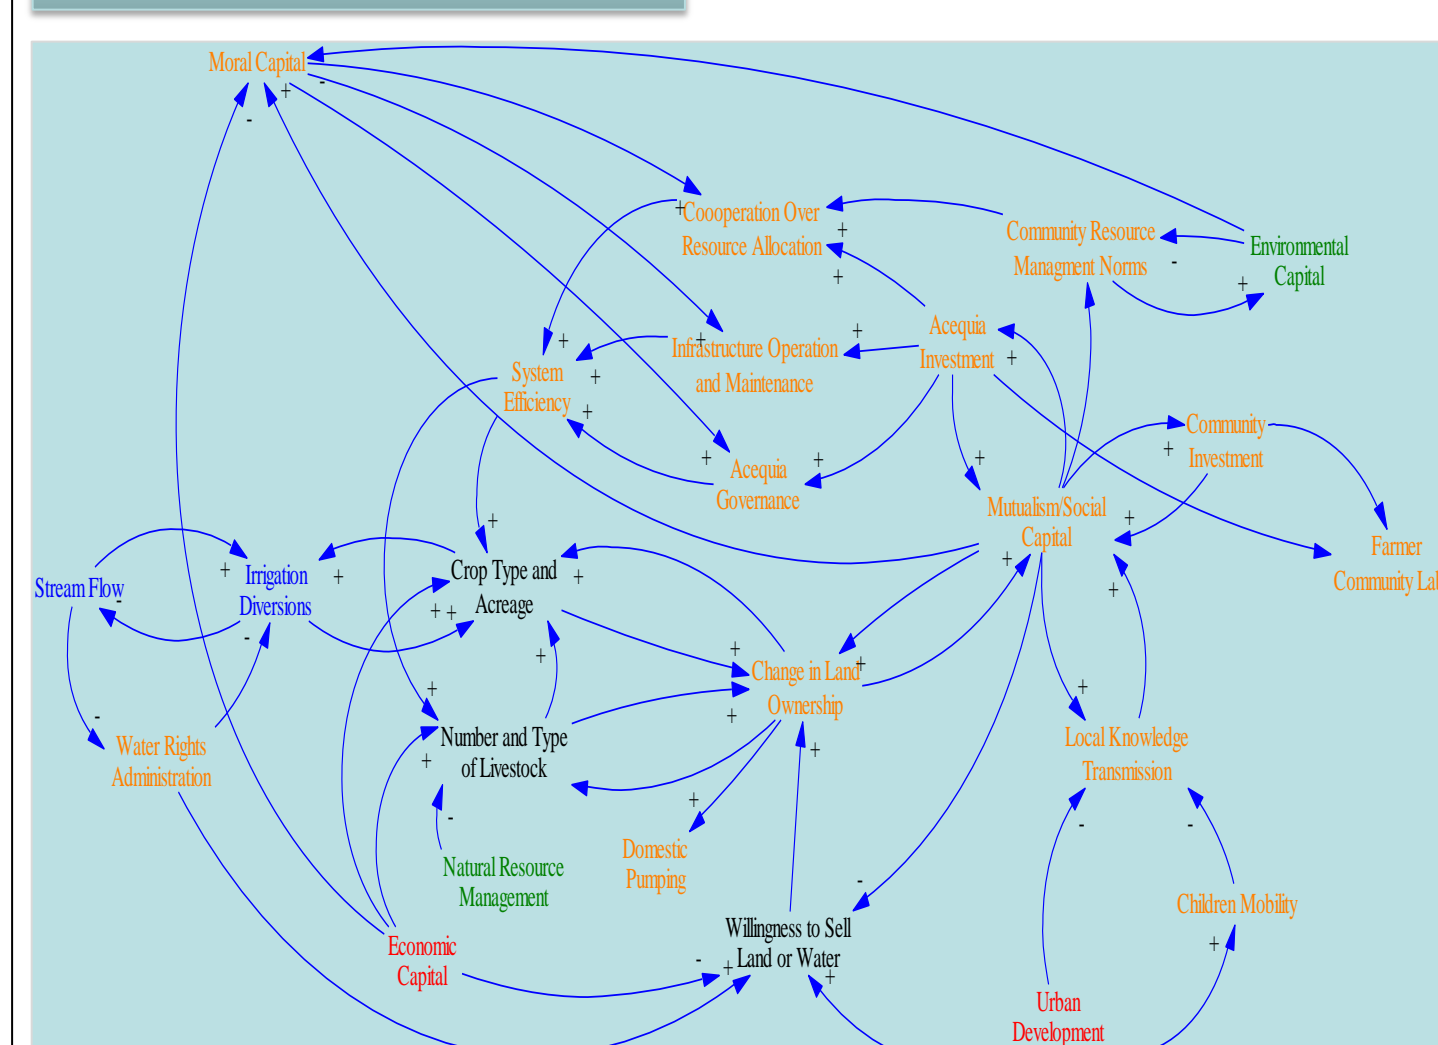 Moral Capital
+
-
-
Coooperation Over
Resource Allocation
+
+
+
Community Resource
Managment Norms
-
+
Environmental
Capital
Acequia
Investment
+
+
Infrastructure Operation
and Maintenance
+
System
Efficiency
+
+
+
Acequia
Governance
+
+
Community
Investment
+
Mutualism/Social
Capital
+
+
+
+
Farmer
Community Lab
Stream Flow
-
Irrigation
Diversions
+
+
-
Crop Type and
Acreage
+
+
+ +
+
Change in Land
Ownership
+
+
+
+
Water Rights
Administration
-
Number and Type
of Livestock
+
+
-
Local Knowledge
Transmission
+
-
-
Domestic
Pumping
+
Natural Resource
Management
Children Mobility
+
Willingness to Sell
Land or Water
-
-
+
+
Economic
Capital
Urban
Development